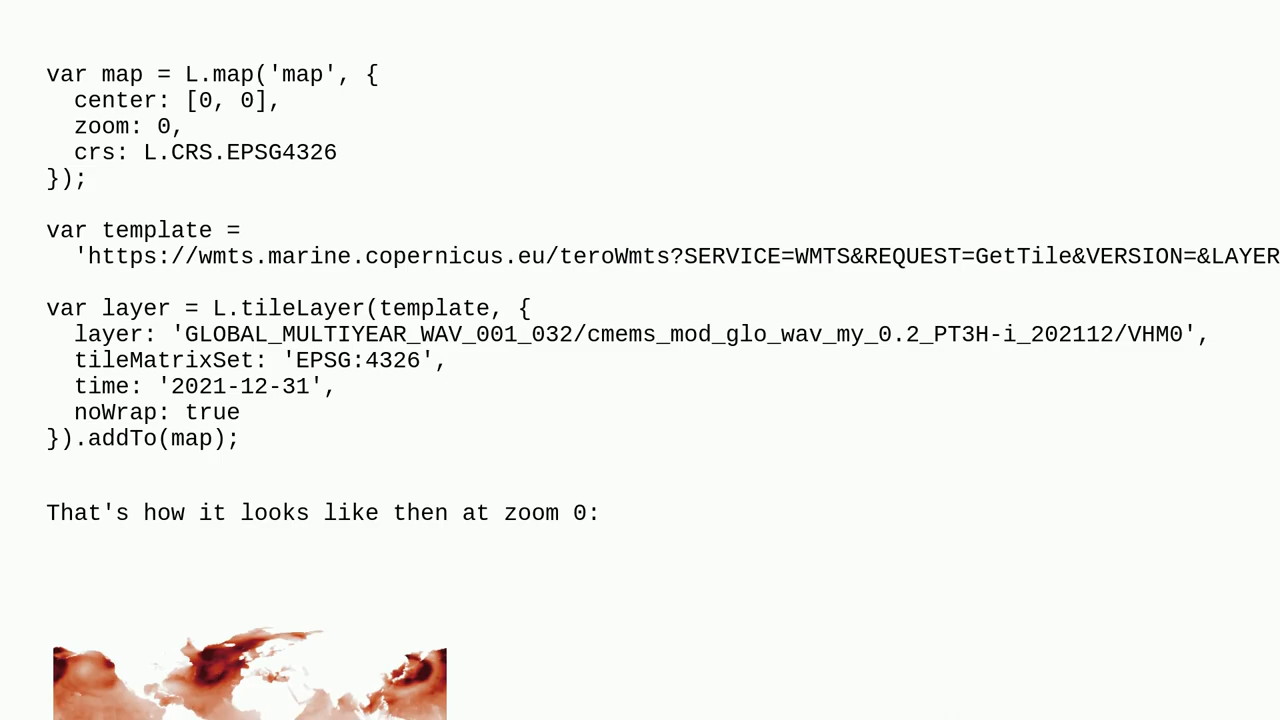 var map = L.map('map', {
center: [0, 0],
zoom: 0,
crs: L.CRS.EPSG4326
});
var template =
'https://wmts.marine.copernicus.eu/teroWmts?SERVICE=WMTS&REQUEST=GetTile&VERSION=&LAYER
var layer = L.tileLayer(template, {
layer: 'GLOBAL_MULTIYEAR_WAV_001_032/cmems_mod_glo_wav_my_0.2_PT3H-i_202112/VHM0',
tileMatrixSet: 'EPSG:4326',
time: '2021-12-31',
noWrap: true
}).addTo(map);
That's how it looks like then at zoom 0: